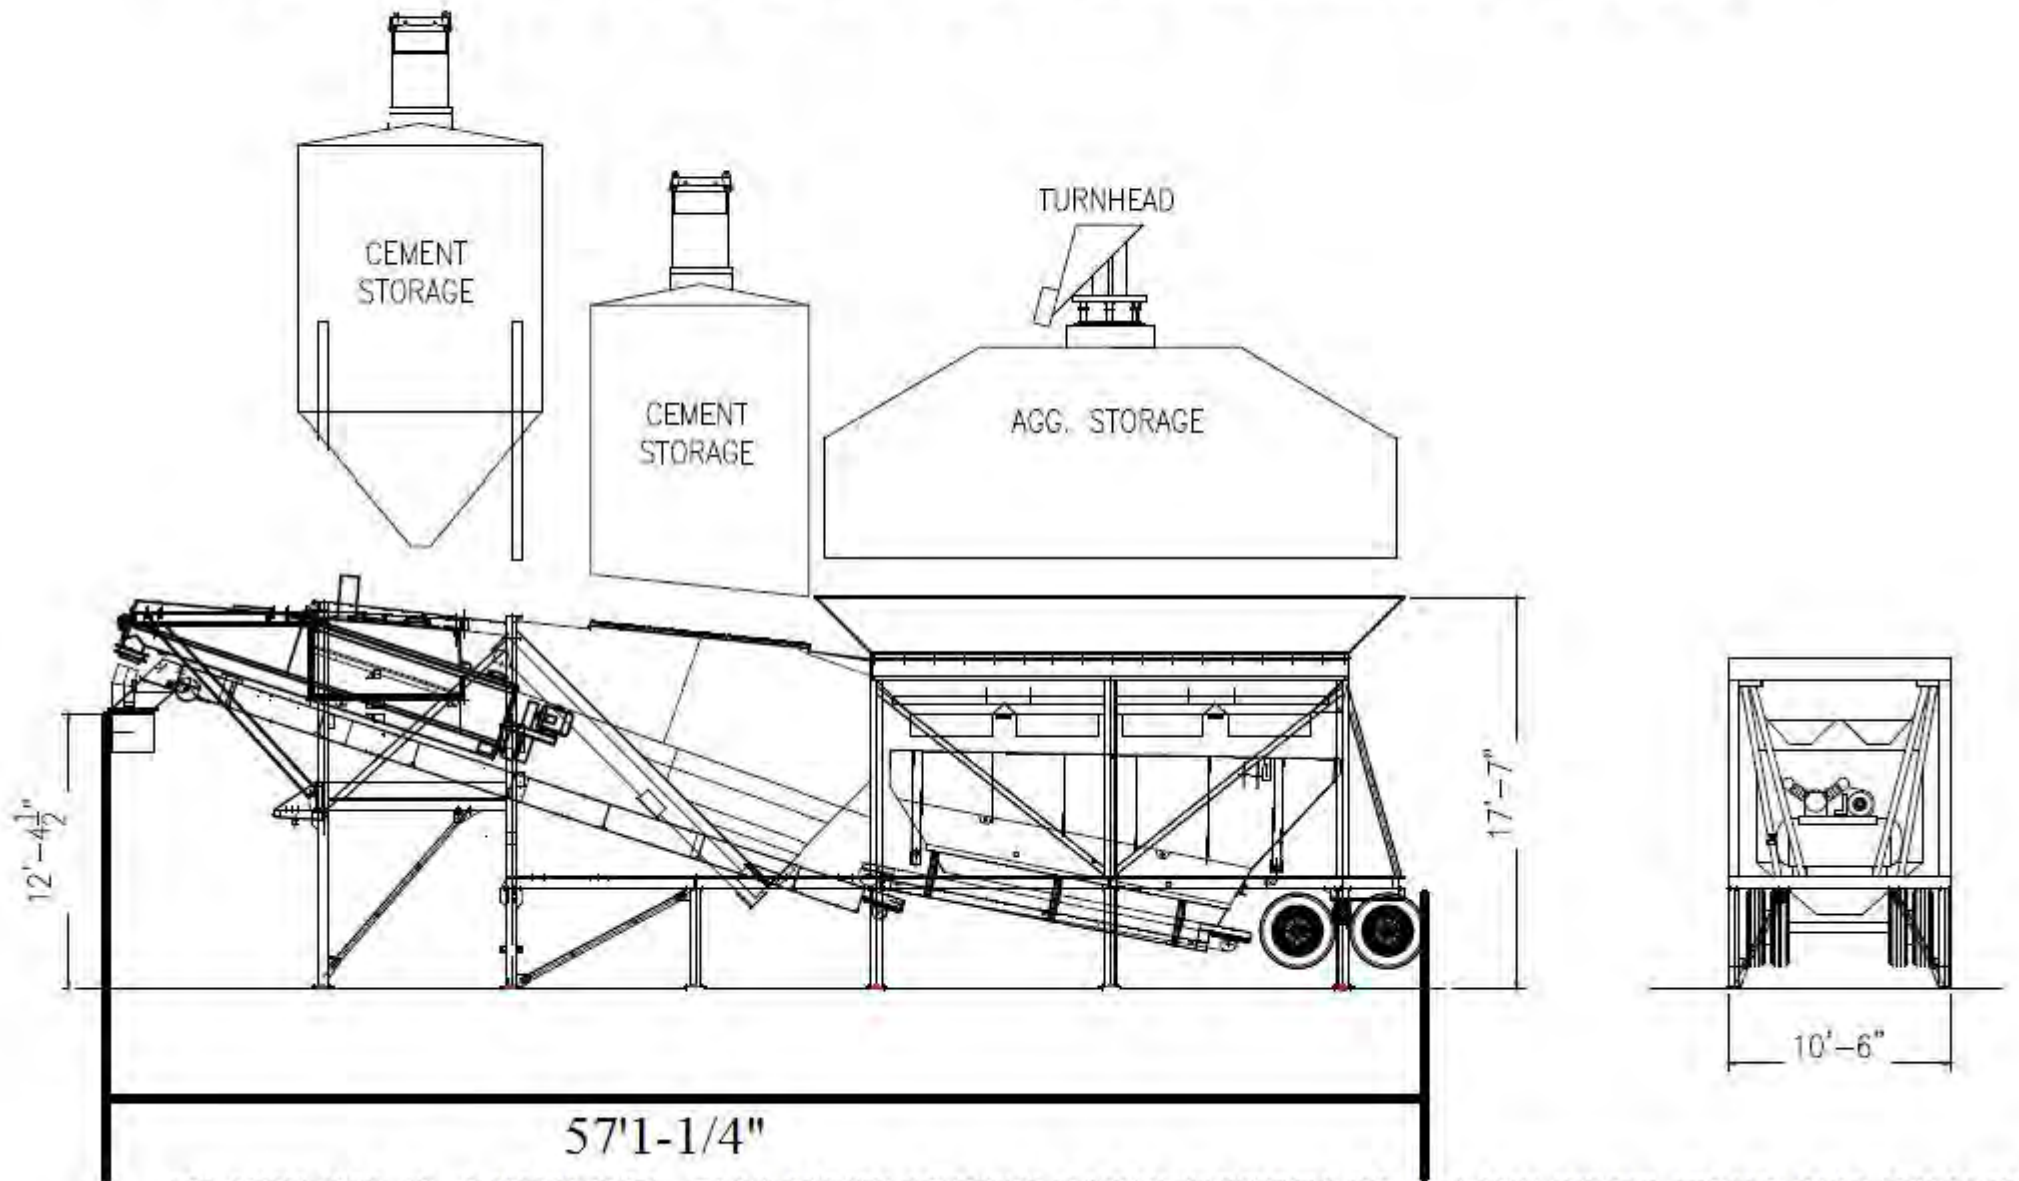 TURNHEAD
CEMENT
STORAGE
CEMENT
STORAGE
AGG. STORAGE
12'-4½"
17'-7"
10'-6"
57'1-1/4"